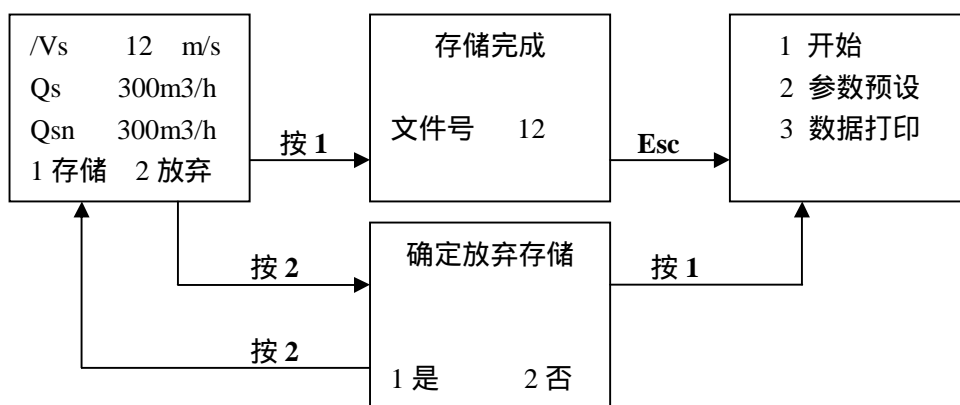 /Vs 12 m/s
Qs 300m3/h
Qsn 300m3/h
1 存储 2 放弃
按 1
存储完成
文件号 12
Esc
1 开始
2 参数预设
3 数据打印
按 2
确定放弃存储
1 是 2 否
按 1
按 2